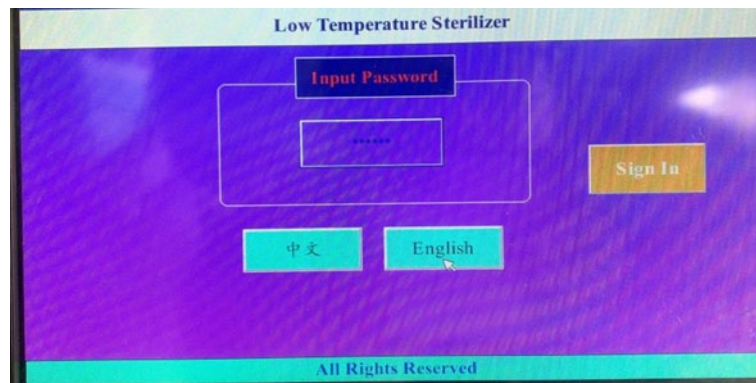 Low Temperature Sterilizer
Input Password
******
Sign In
中文
English
All Rights Reserved